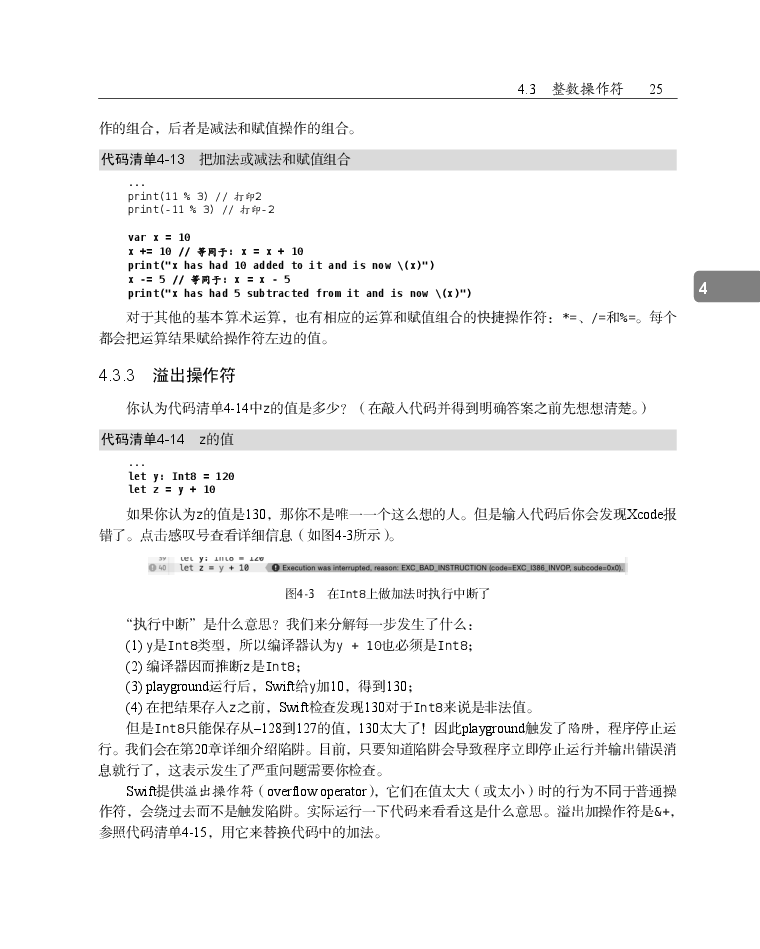 4.3 整数操作符 25
作的组合，后者是减法和赋值操作的组合。
代码清单4-13 把加法或减法和赋值组合
...
print(11 % 3) // 打印2
print(-11 % 3) // 打印-2
var x = 10
x += 10 // 等同于: x = x + 10
print("x has had 10 added to it and is now \(x)")
x -= 5 // 等同于: x = x - 5
print("x has had 5 subtracted from it and is now \(x)")
4
对于其他的基本算术运算，也有相应的运算和赋值组合的快捷操作符：*=、/=和%=。每个
都会把运算结果赋给操作符左边的值。
4.3.3 溢出操作符
你认为代码清单4-14中z的值是多少？（在敲入代码并得到明确答案之前先想想清楚。）
代码清单4-14 z的值
...
let y: Int8 = 120
let z = y + 10
如果你认为z的值是130，那你不是唯一一个这么想的人。但是输入代码后你会发现Xcode报
错了。点击感叹号查看详细信息（如图4-3所示）。
39 let y: Int8 = 120
40 let z = y + 10 Execution was interrupted, reason: EXC_BAD_INSTRUCTION (code=EXC_I386_INVOP, subcode=0x0).
图4-3 在Int8上做加法时执行中断了
“执行中断”是什么意思？我们来分解每一步发生了什么：
(1) y是Int8类型，所以编译器认为y + 10也必须是Int8；
(2) 编译器因而推断z是Int8；
(3) playground运行后，Swift给y加10，得到130；
(4) 在把结果存入z之前，Swift检查发现130对于Int8来说是非法值。
但是Int8只能保存从–128到127的值，130太大了！因此playground触发了陷阱，程序停止运
行。我们会在第20章详细介绍陷阱。目前，只要知道陷阱会导致程序立即停止运行并输出错误消
息就行了，这表示发生了严重问题需要你检查。
Swift提供溢出操作符（overflow operator），它们在值太大（或太小）时的行为不同于普通操
作符，会绕过去而不是触发陷阱。实际运行一下代码来看看这是什么意思。溢出加操作符是&+，
参照代码清单4-15，用它来替换代码中的加法。